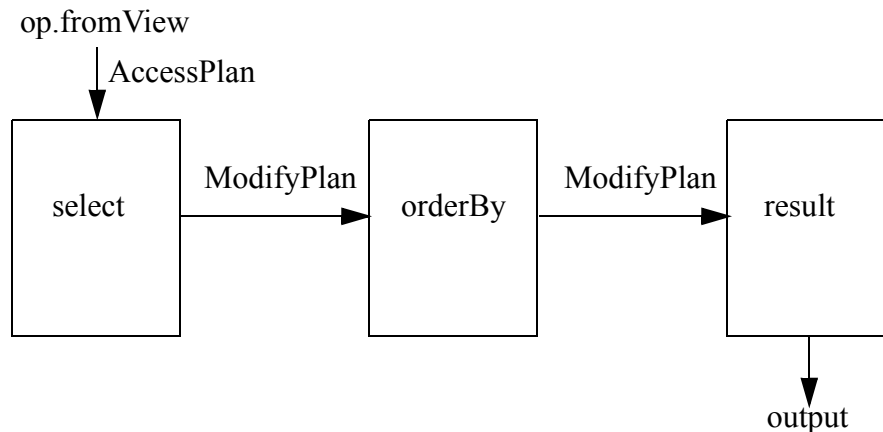 op.fromView
AccessPlan
select
ModifyPlan
orderBy
ModifyPlan
result
output